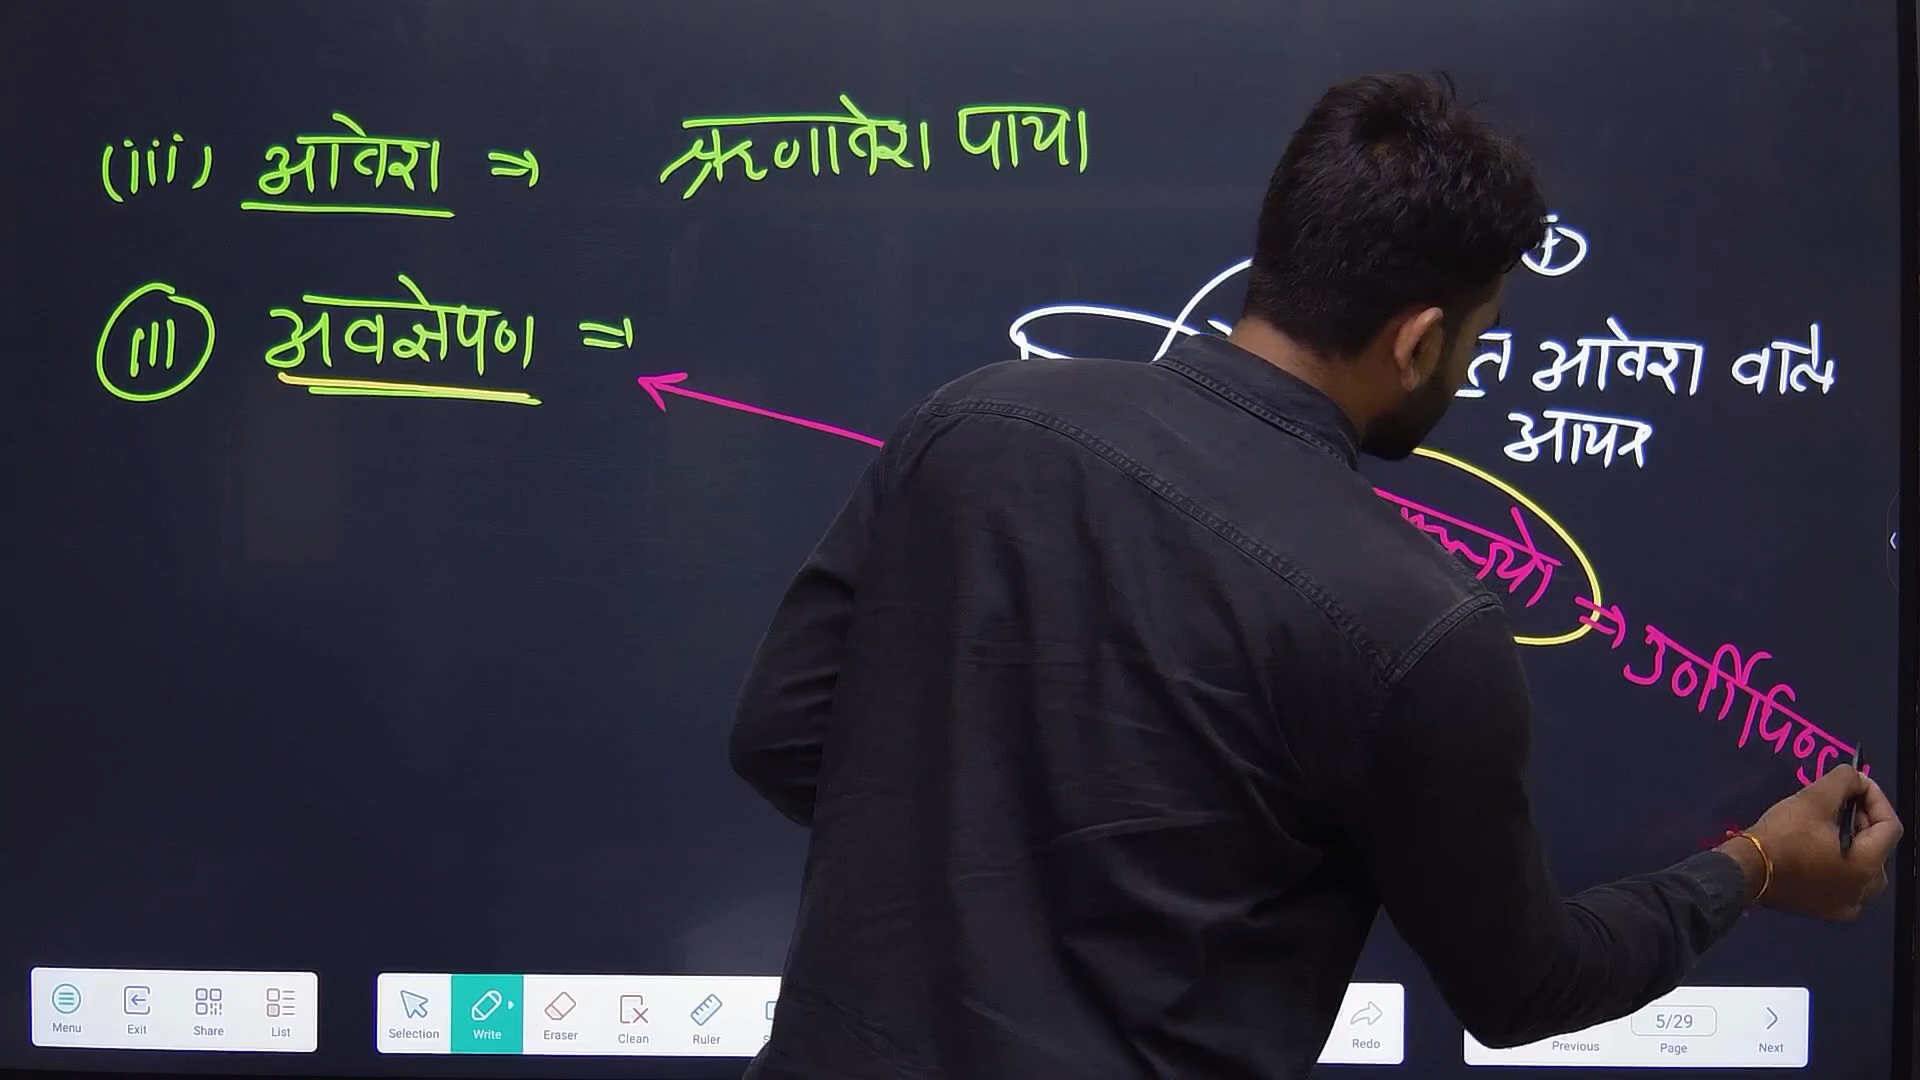 (iii) आवेश ⇒ ऋणावेश पाया
(iii) अवक्षेपण ⇒
+
आवेश वाले
आयन
⇒ उर्णीपिण्ड
Menu Exit Share List
Selection Write Eraser Clean Ruler Redo
Previous 5/29 Page Next